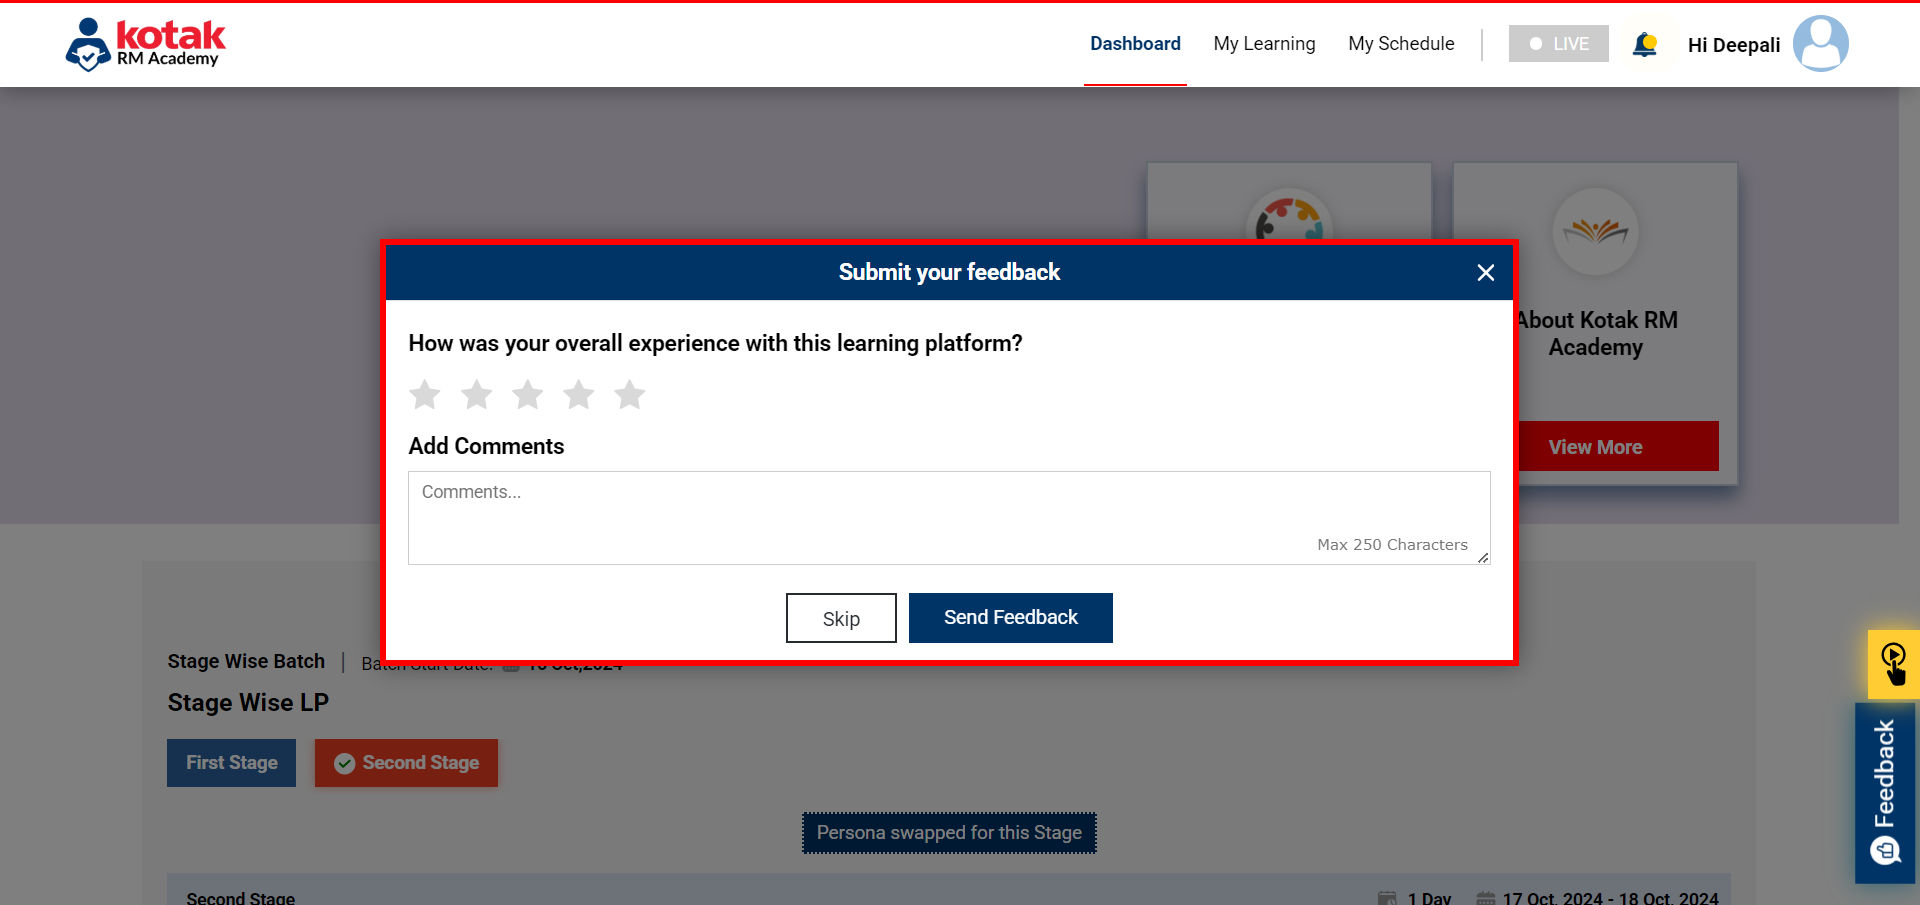 kotak
RM Academy
Dashboard
My Learning
My Schedule
LIVE
Hi Deepali
About Kotak RM
Academy
View More
Submit your feedback
How was your overall experience with this learning platform?
Add Comments
Comments...
Max 250 Characters
Skip
Send Feedback
Stage Wise Batch | Batch Start Date: 16 Oct,2024
Stage Wise LP
First Stage
Second Stage
Persona swapped for this Stage
Second Stage
1 Day
17 Oct, 2024 - 18 Oct, 2024
Feedback